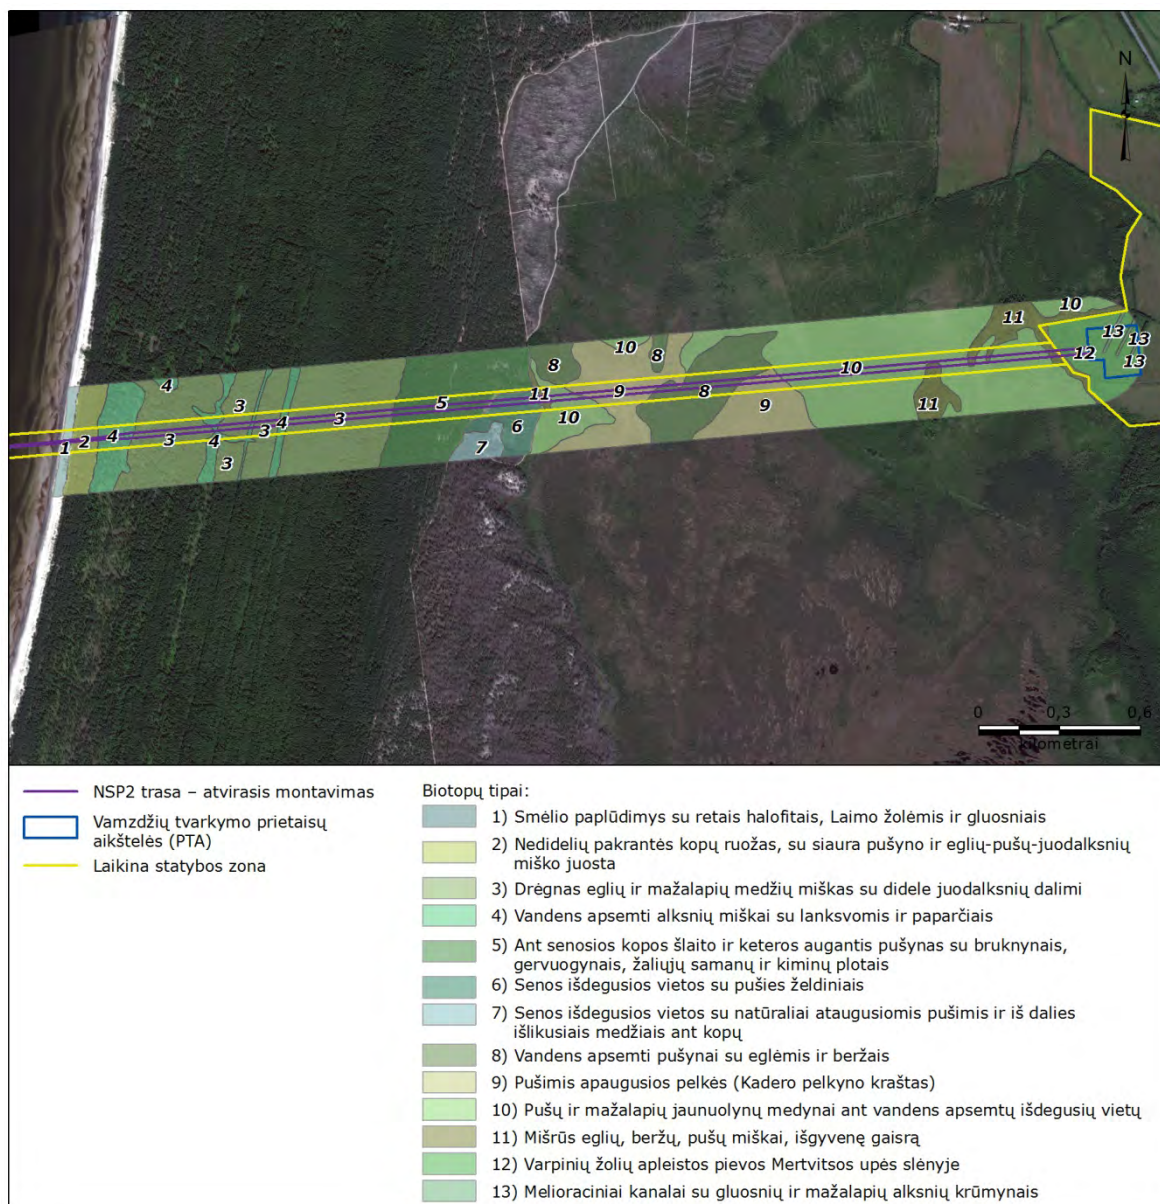 N
10
11
13
13
12
13
10
8
8
10
4
11
9
8
9
11
3
5
10
6
7
4
3
3
4
3
4
2
1
3
0 0,3 0,6
kilometrai
NSP2 trasa – atvirasis montavimas
Vamzdžių tvarkymo prietaisų
aikštelės (PTA)
Laikina statybos zona
Biotopų tipai:
1) Smėlio paplūdimys su retais halofitais, Laimo žolėmis ir gluosniais
2) Nedidelių pakrantės kopų ruožas, su siaura pušyno ir eglių-pušų-juodalksnių
miško juosta
3) Drėgnas eglių ir mažalapių medžių miškas su didele juodalksnių dalimi
4) Vandens apsemti alksnių miškai su lanksvomis ir paparčiais
5) Ant senosios kopos šlaito ir keteros augantis pušynas su bruknynais,
gervuogynais, žaliųjų samanų ir kiminų plotais
6) Senos išdegusios vietos su pušies želdiniais
7) Senos išdegusios vietos su natūraliai ataugusiomis pušimis ir iš dalies
išlikusiais medžiais ant kopų
8) Vandens apsemti pušynai su eglėmis ir beržais
9) Pušimis apaugusios pelkės (Kadero pelkyno kraštas)
10) Pušų ir mažalapių jaunuolynų medynai ant vandens apsemtų išdegusių vietų
11) Mišrūs eglių, beržų, pušų miškai, išgyvenę gaisrą
12) Varpinių žolių apleistos pievos Mertvitsos upės slėnyje
13) Melioraciniai kanalai su gluosnių ir mažalapių alksnių krūmynais